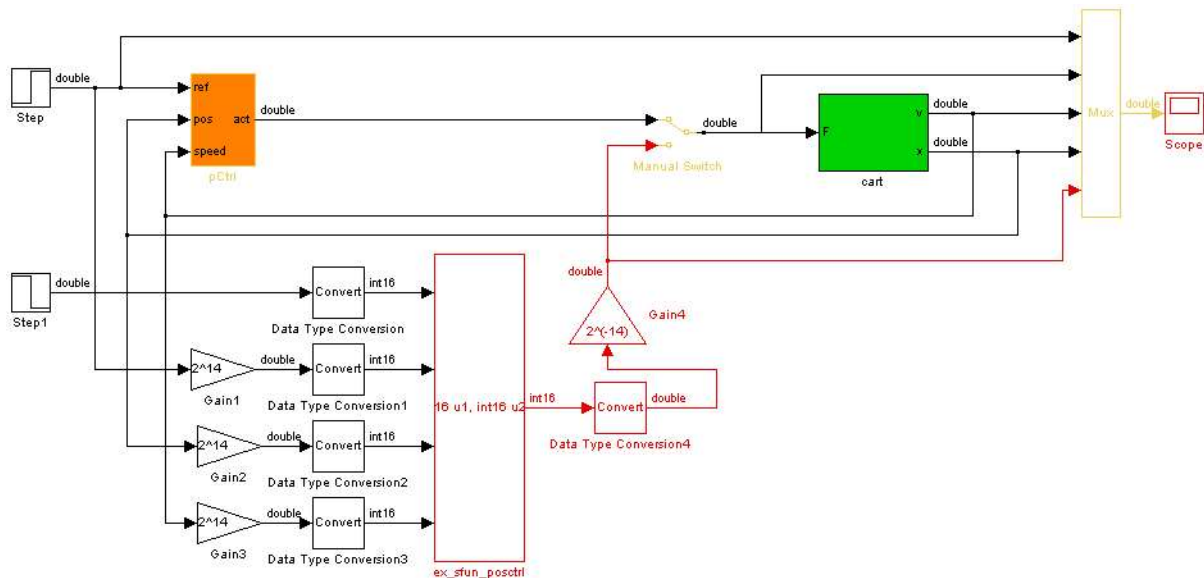 double
Step
ref
pos
act
speed
pCtrl
double
Manual Switch
double
F
v
x
cart
double
double
Mux
double
Scope
double
Step1
Convert
int16
Data Type Conversion
2^14
double
Gain1
Convert
int16
Data Type Conversion1
2^14
double
Gain2
Convert
int16
Data Type Conversion2
2^14
double
Gain3
Convert
int16
Data Type Conversion3
16 u1, int16 u2
ex_sfun_posctrl
int16
Convert
double
Data Type Conversion4
double
2^(-14)
Gain4